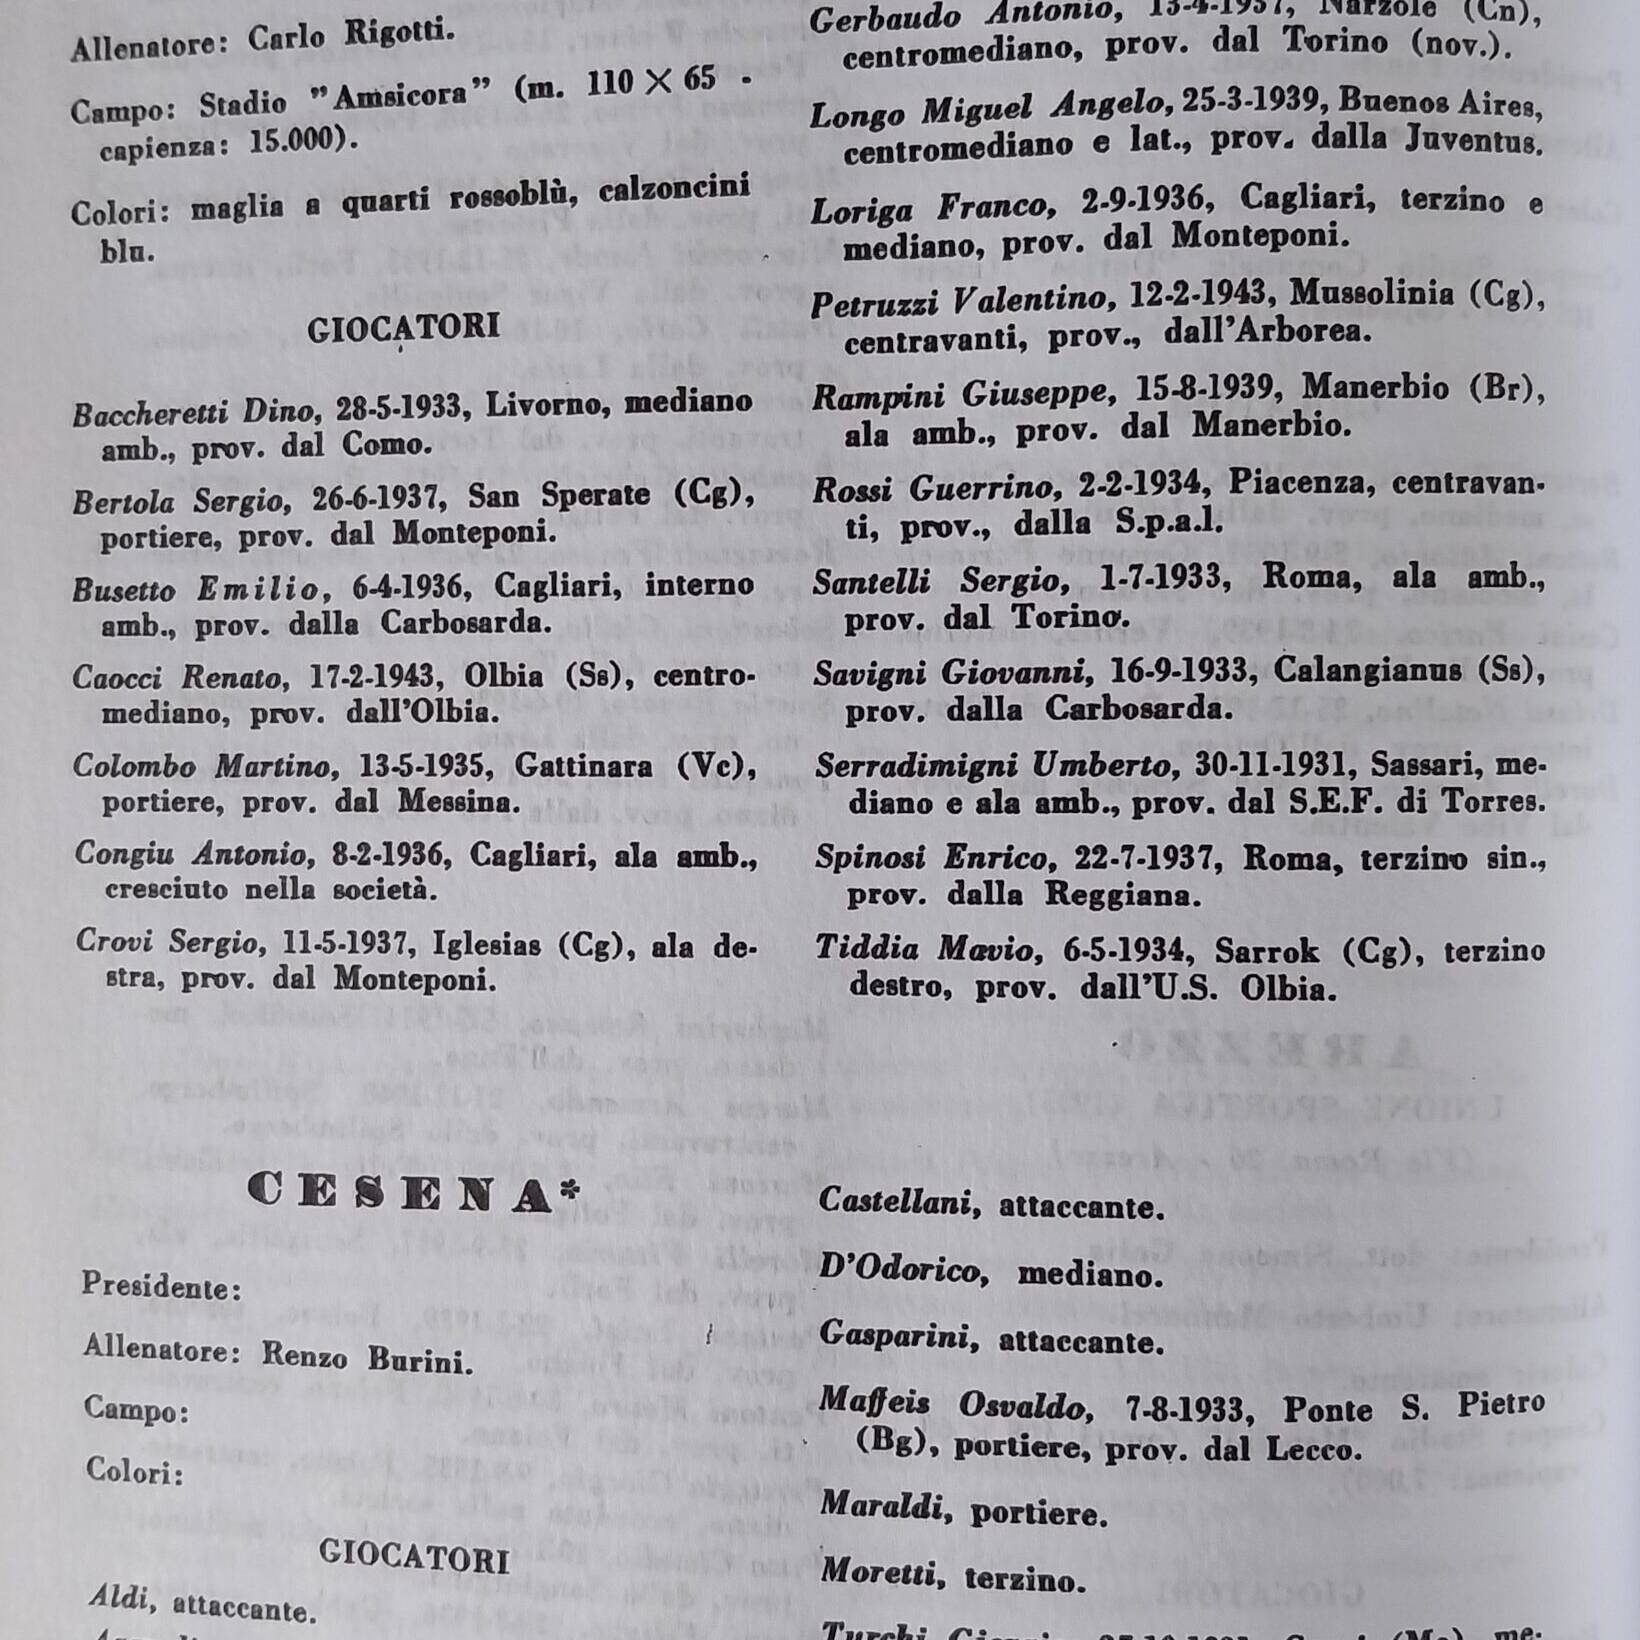 Allenatore: Carlo Rigotti.
Campo: Stadio "Amsicora" (m. 110 × 65 -
capienza: 15.000).
Colori: maglia a quarti rossoblù, calzoncini
blu.
GIOCATORI
Baccheretti Dino, 28-5-1933, Livorno, mediano
amb., prov. dal Como.
Bertola Sergio, 26-6-1937, San Sperate (Cg),
portiere, prov. dal Monteponi.
Busetto Emilio, 6-4-1936, Cagliari, interno
amb., prov. dalla Carbosarda.
Caocci Renato, 17-2-1943, Olbia (Ss), centro-
mediano, prov. dall'Olbia.
Colombo Martino, 13-5-1935, Gattinara (Vc),
portiere, prov. dal Messina.
Congiu Antonio, 8-2-1936, Cagliari, ala amb.,
cresciuto nella società.
Crovi Sergio, 11-5-1937, Iglesias (Cg), ala de-
stra, prov. dal Monteponi.
Gerbaudo Antonio, 13-4-1937, Narzole (Cn),
centromediano, prov. dal Torino (nov.).
Longo Miguel Angelo, 25-3-1939, Buenos Aires,
centromediano e lat., prov. dalla Juventus.
Loriga Franco, 2-9-1936, Cagliari, terzino e
mediano, prov. dal Monteponi.
Petruzzi Valentino, 12-2-1943, Mussolinia (Cg),
centravanti, prov., dall'Arborea.
Rampini Giuseppe, 15-8-1939, Manerbio (Br),
ala amb., prov. dal Manerbio.
Rossi Guerrino, 2-2-1934, Piacenza, centravan-
ti, prov., dalla S.p.a.l.
Santelli Sergio, 1-7-1933, Roma, ala amb.,
prov. dal Torino.
Savigni Giovanni, 16-9-1933, Calangianus (Ss),
prov. dalla Carbosarda.
Serradimigni Umberto, 30-11-1931, Sassari, me-
diano e ala amb., prov. dal S.E.F. di Torres.
Spinosi Enrico, 22-7-1937, Roma, terzino sin.,
prov. dalla Reggiana.
Tiddia Mavio, 6-5-1934, Sarrok (Cg), terzino
destro, prov. dall'U.S. Olbia.
CESENA*
Presidente:
Allenatore: Renzo Burini.
Campo:
Colori:
GIOCATORI
Aldi, attaccante.
Castellani, attaccante.
D'Odorico, mediano.
Gasparini, attaccante.
Maffeis Osvaldo, 7-8-1933, Ponte S. Pietro
(Bg), portiere, prov. dal Lecco.
Maraldi, portiere.
Moretti, terzino.
Turchi